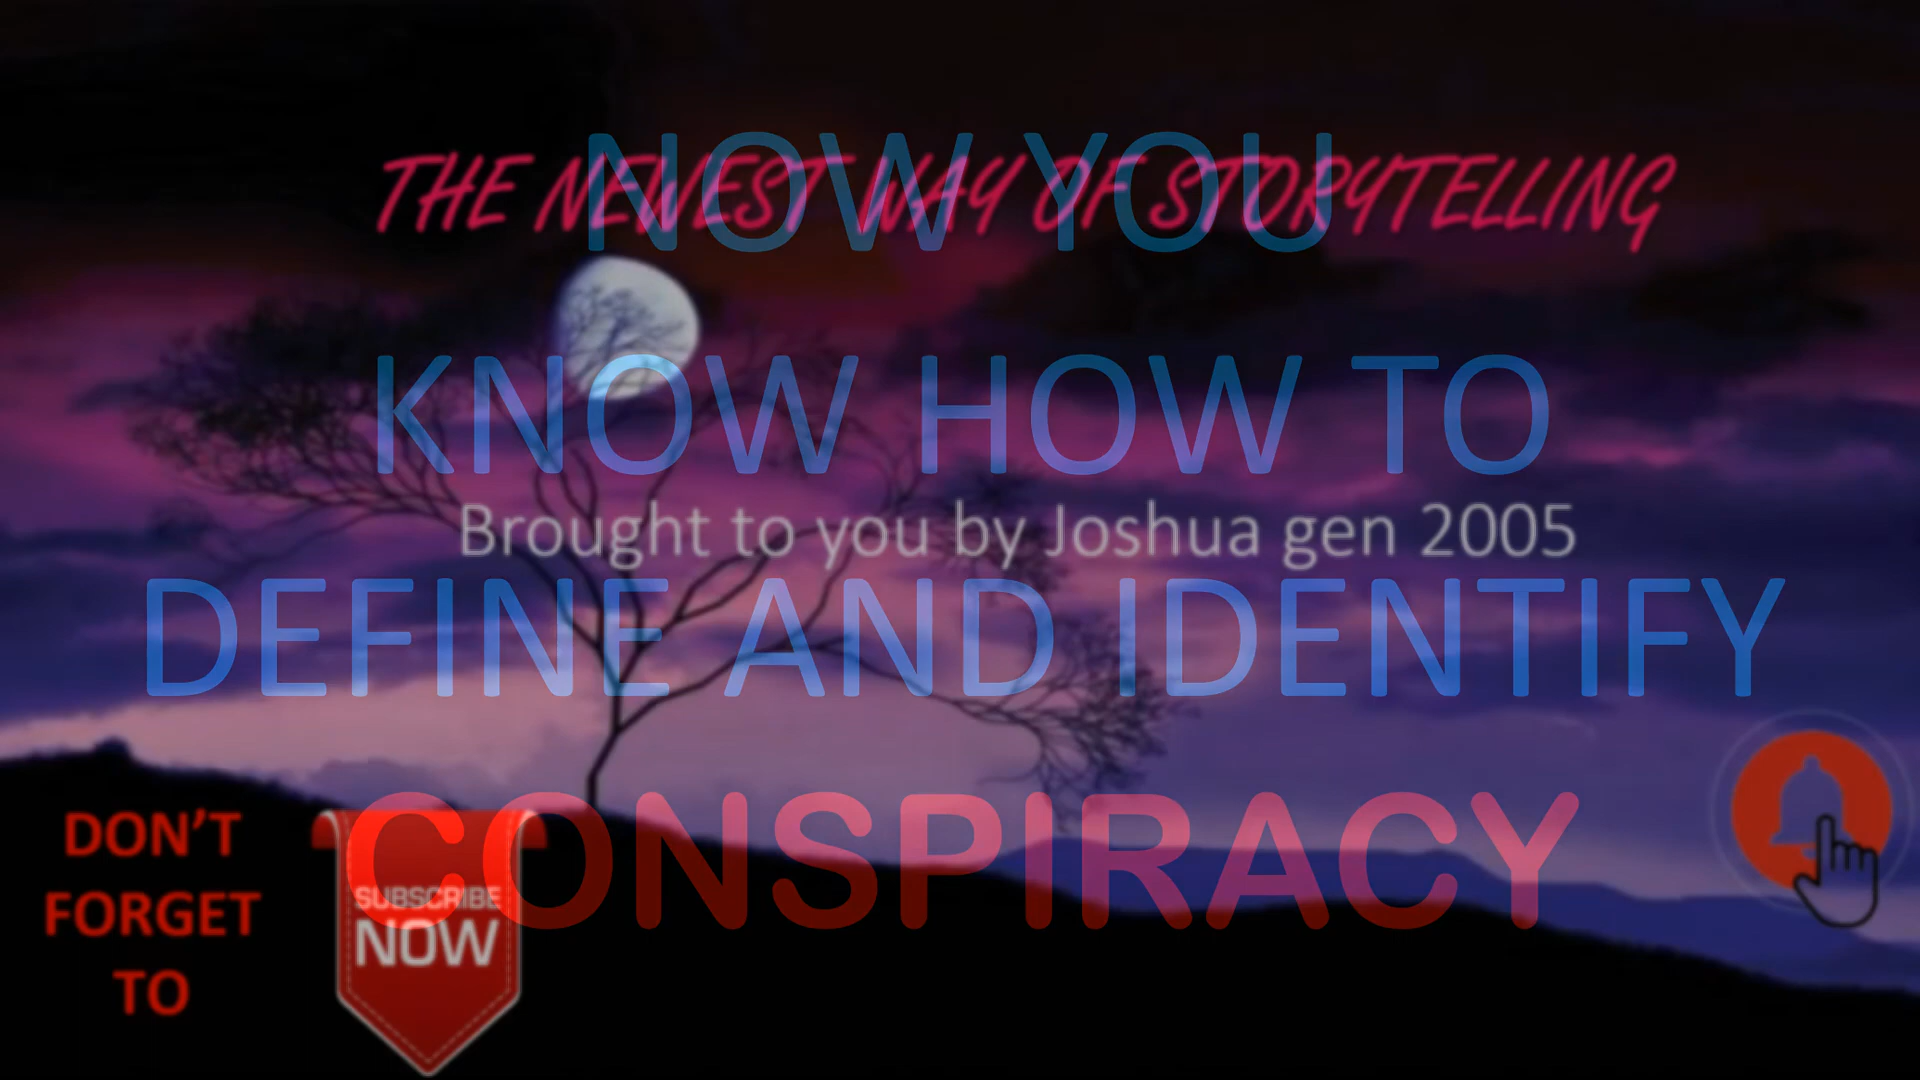 NOW YOU
THE NEWEST WAY OF STORYTELLING
KNOW HOW TO
Brought to you by Joshua gen 2005
DEFINE AND IDENTIFY
CONSPIRACY
DON'T
FORGET
TO
SUBSCRIBE
NOW